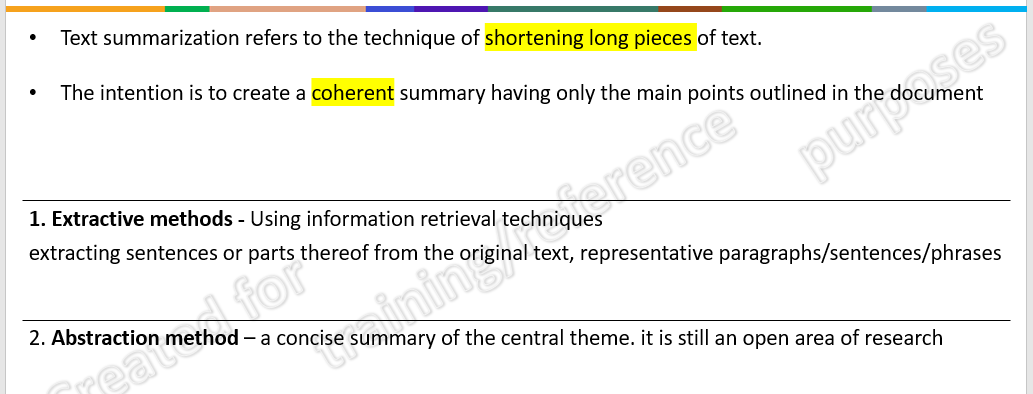 • Text summarization refers to the technique of shortening long pieces of text.
• The intention is to create a coherent summary having only the main points outlined in the document
1. Extractive methods - Using information retrieval techniques
extracting sentences or parts thereof from the original text, representative paragraphs/sentences/phrases
2. Abstraction method – a concise summary of the central theme. it is still an open area of research
Created for training/reference purposes